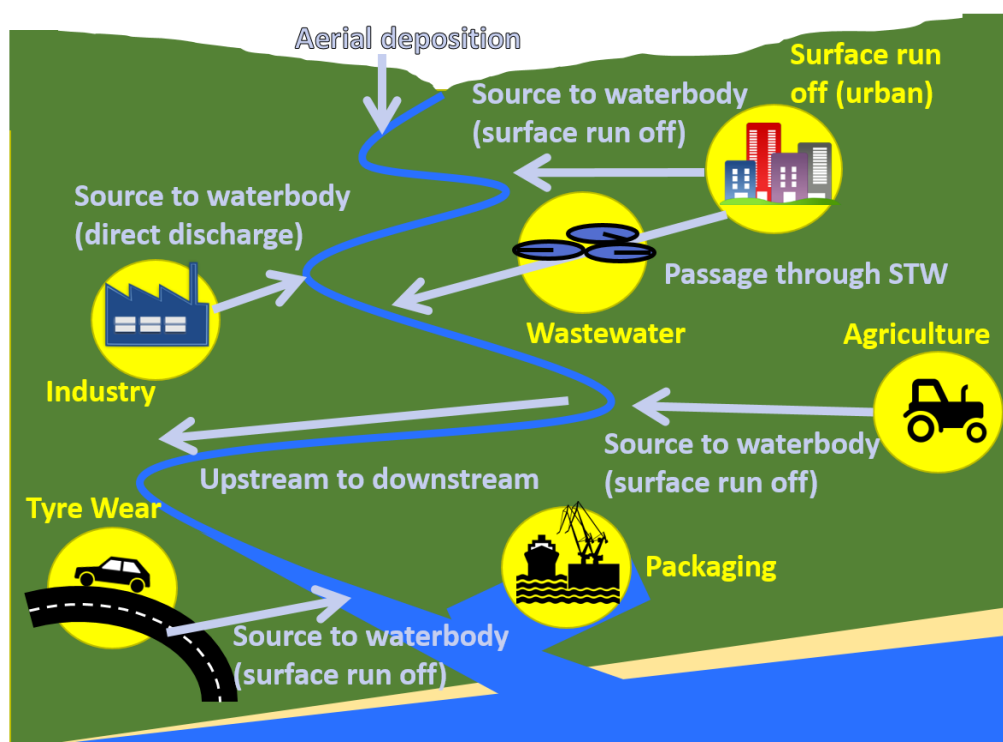 Aerial deposition
Surface run
off (urban)
Source to waterbody
(surface run off)
Source to waterbody
(direct discharge)
Passage through STW
Wastewater
Agriculture
Industry
Source to waterbody
(surface run off)
Upstream to downstream
Tyre Wear
Packaging
Source to waterbody
(surface run off)